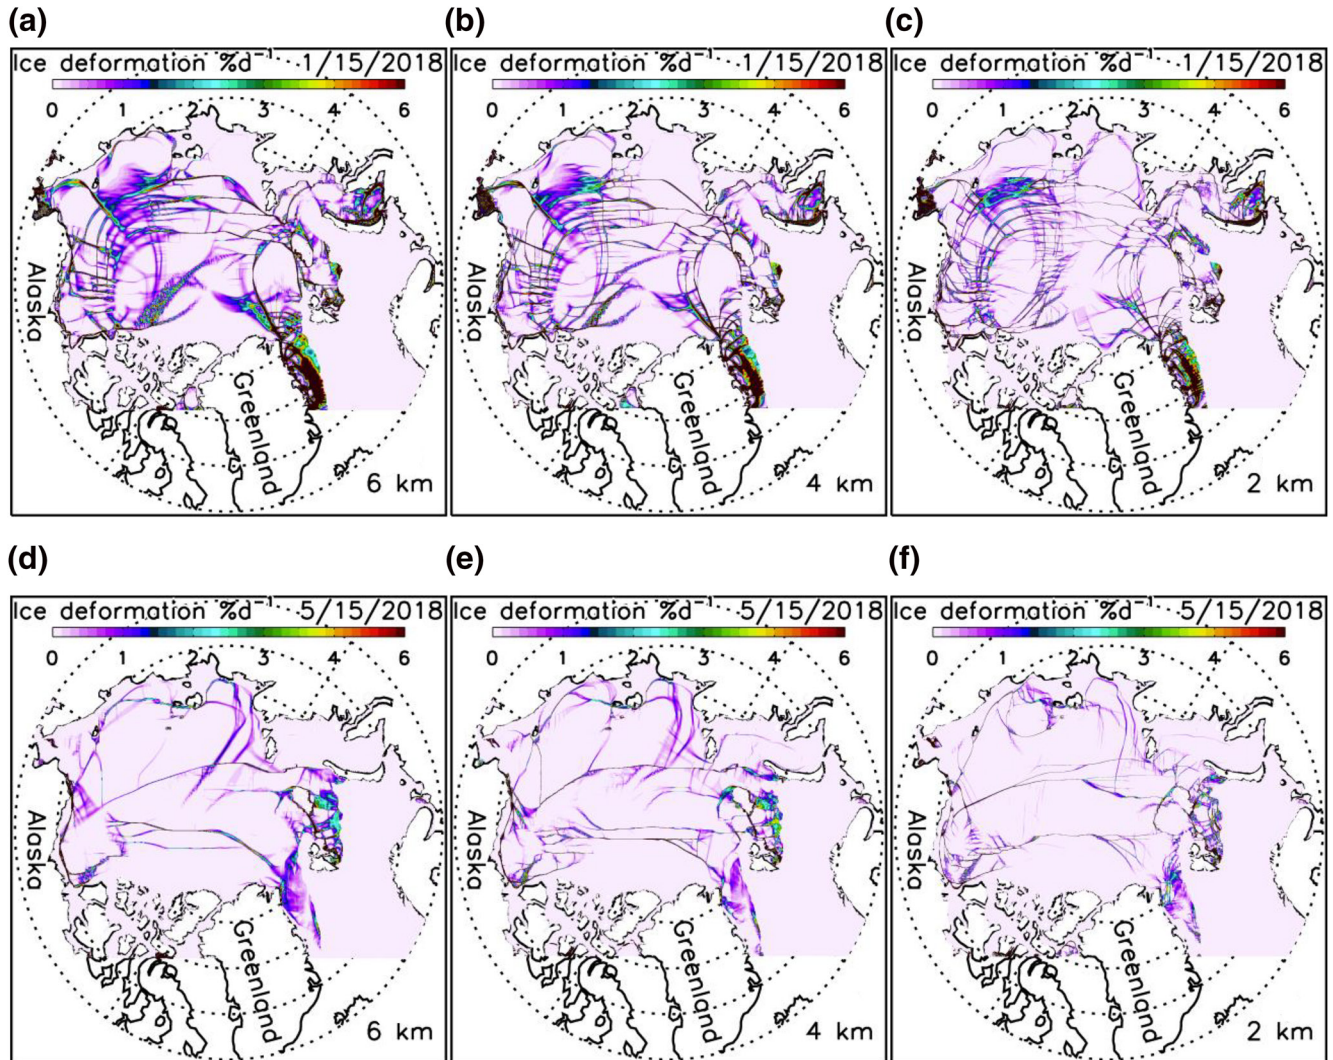 (a) (b) (c)
Ice deformation %d⁻¹ 1/15/2018
0 1 2 3 4 6
Alaska
Greenland
6 km
Ice deformation %d⁻¹ 1/15/2018
0 1 2 3 4 6
Alaska
Greenland
4 km
Ice deformation %d⁻¹ 1/15/2018
0 1 2 3 4 6
Alaska
Greenland
2 km
(d) (e) (f)
Ice deformation %d⁻¹ 5/15/2018
0 1 2 3 4 6
Alaska
Greenland
6 km
Ice deformation %d⁻¹ 5/15/2018
0 1 2 3 4 6
Alaska
Greenland
4 km
Ice deformation %d⁻¹ 5/15/2018
0 1 2 3 4 6
Alaska
Greenland
2 km